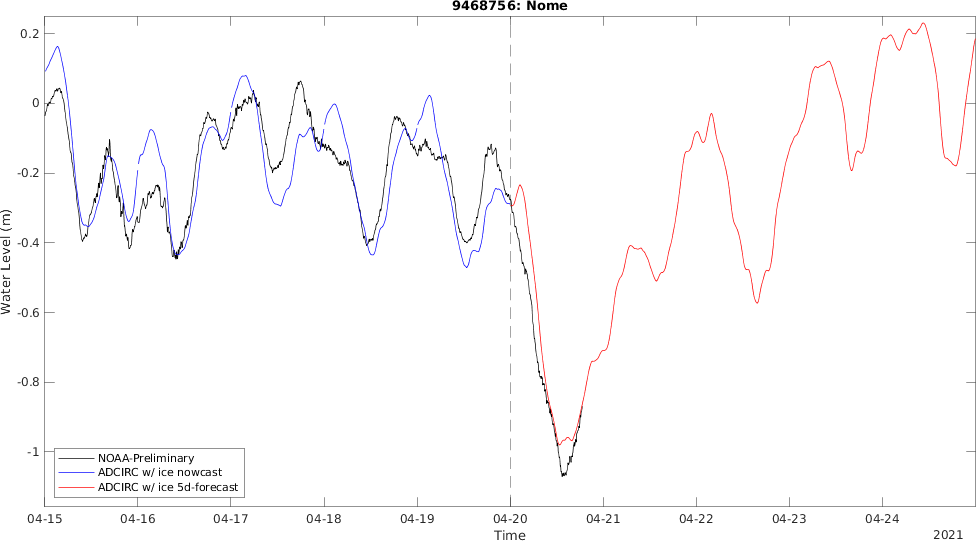 9468756: Nome
0.2
0
-0.2
-0.4
-0.6
-0.8
-1
Water Level (m)
NOAA-Preliminary
ADCIRC w/ ice nowcast
ADCIRC w/ ice 5d-forecast
04-15 04-16 04-17 04-18 04-19 04-20 04-21 04-22 04-23 04-24
Time
2021